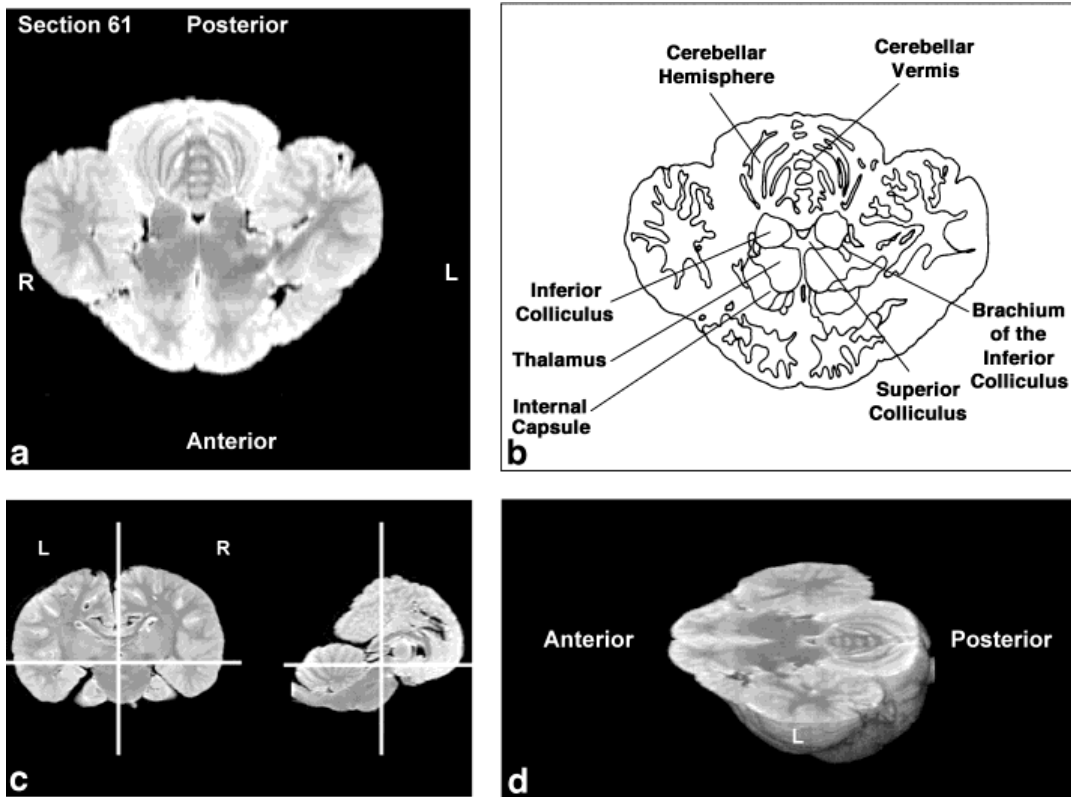 Section 61 Posterior
R
L
Anterior
a
Cerebellar
Hemisphere
Cerebellar
Vermis
Inferior
Colliculus
Thalamus
Internal
Capsule
Brachium
of the
Inferior
Colliculus
Superior
Colliculus
b
L R
c
Anterior Posterior
L
d